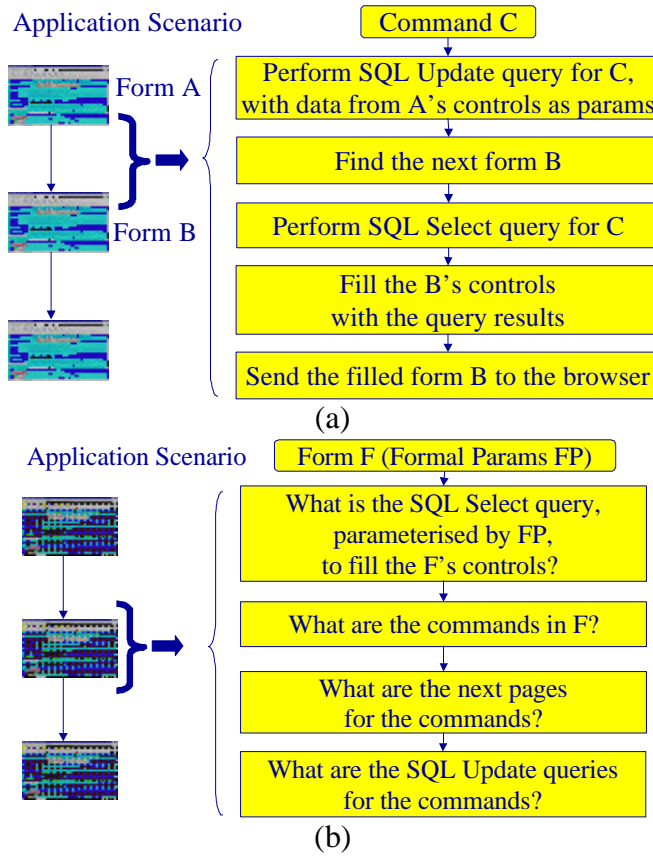 Application Scenario
Command C
Form A
Perform SQL Update query for C,
with data from A's controls as params
Find the next form B
Form B
Perform SQL Select query for C
Fill the B's controls
with the query results
Send the filled form B to the browser
(a)
Application Scenario
Form F (Formal Params FP)
What is the SQL Select query,
parameterised by FP,
to fill the F's controls?
What are the commands in F?
What are the next pages
for the commands?
What are the SQL Update queries
for the commands?
(b)